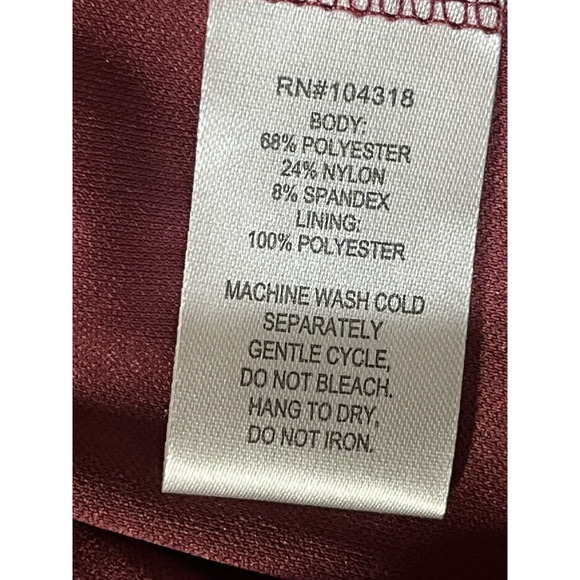 RN#104318
BODY:
68% POLYESTER
24% NYLON
8% SPANDEX
LINING:
100% POLYESTER
MACHINE WASH COLD
SEPARATELY
GENTLE CYCLE,
DO NOT BLEACH.
HANG TO DRY,
DO NOT IRON.